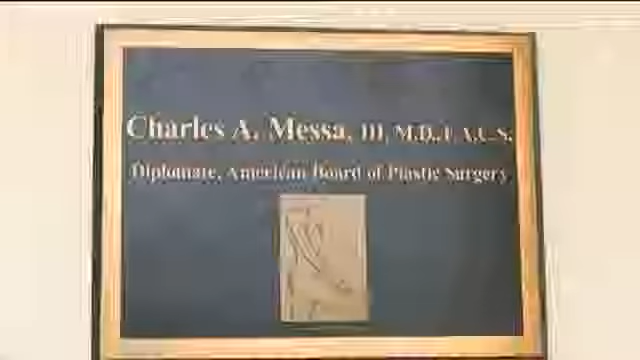 Charles A. Messa, III, M.D., F.A.C.S.
Diplomate, American Board of Plastic Surgery